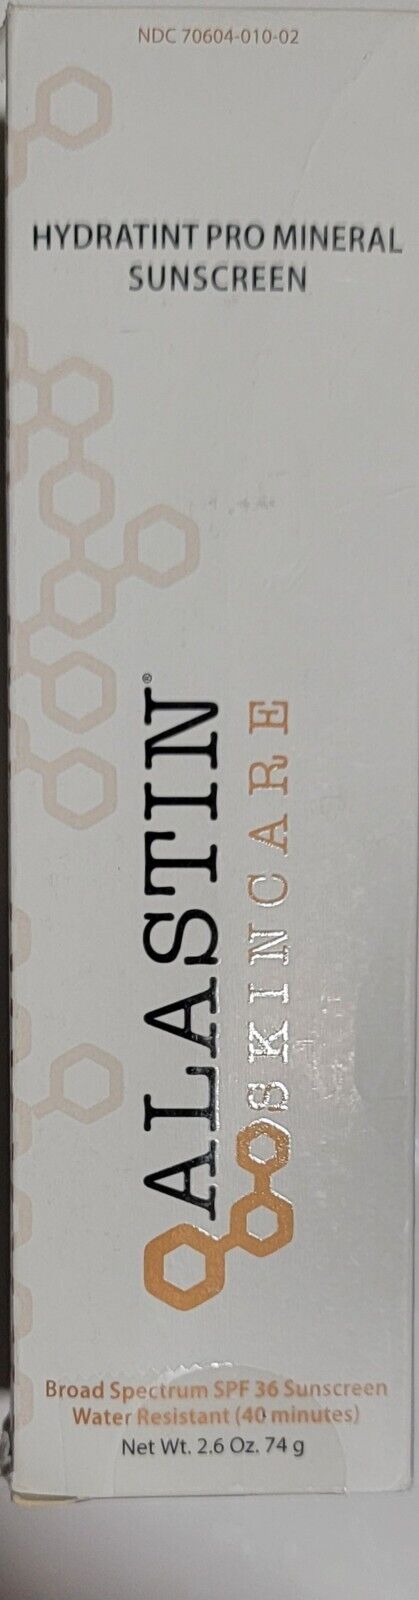 NDC 70604-010-02
HYDRATINT PRO MINERAL
SUNSCREEN
ALASTIN®
SKINCARE
Broad Spectrum SPF 36 Sunscreen
Water Resistant (40 minutes)
Net Wt. 2.6 Oz. 74 g